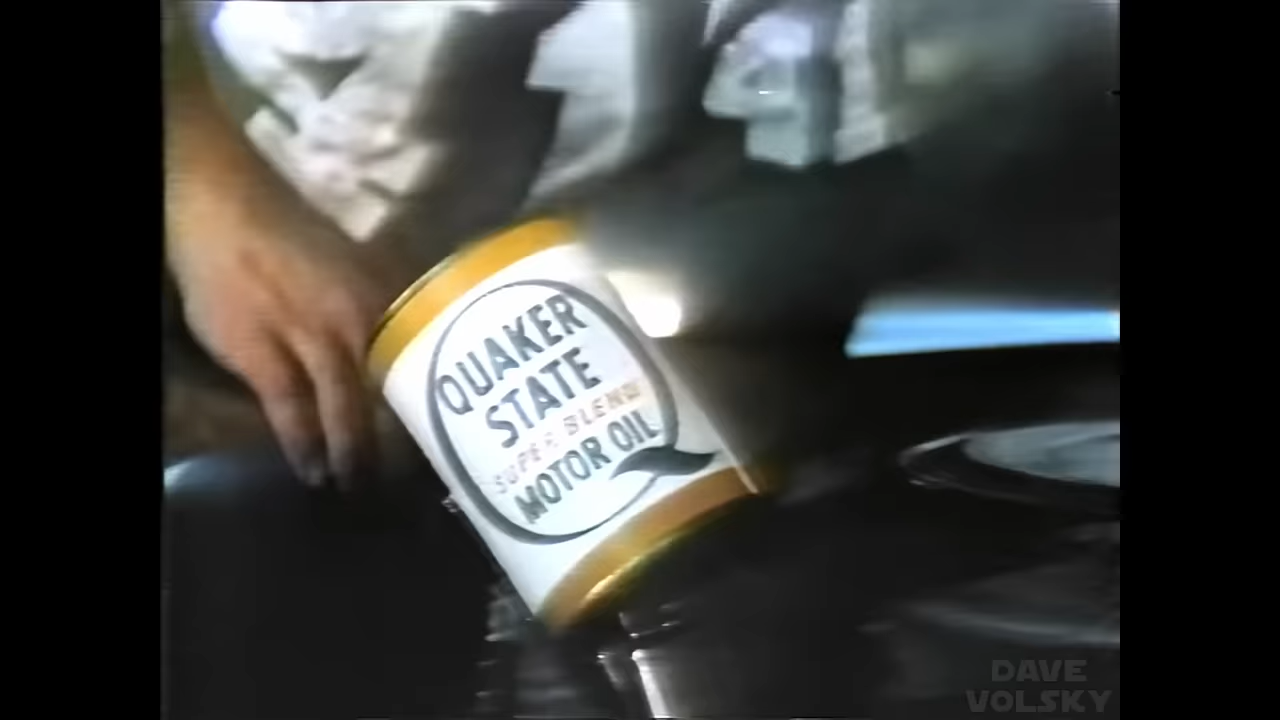 QUAKER
STATE
SUPER BLEND
MOTOR OIL
DAVE
VOLSKY